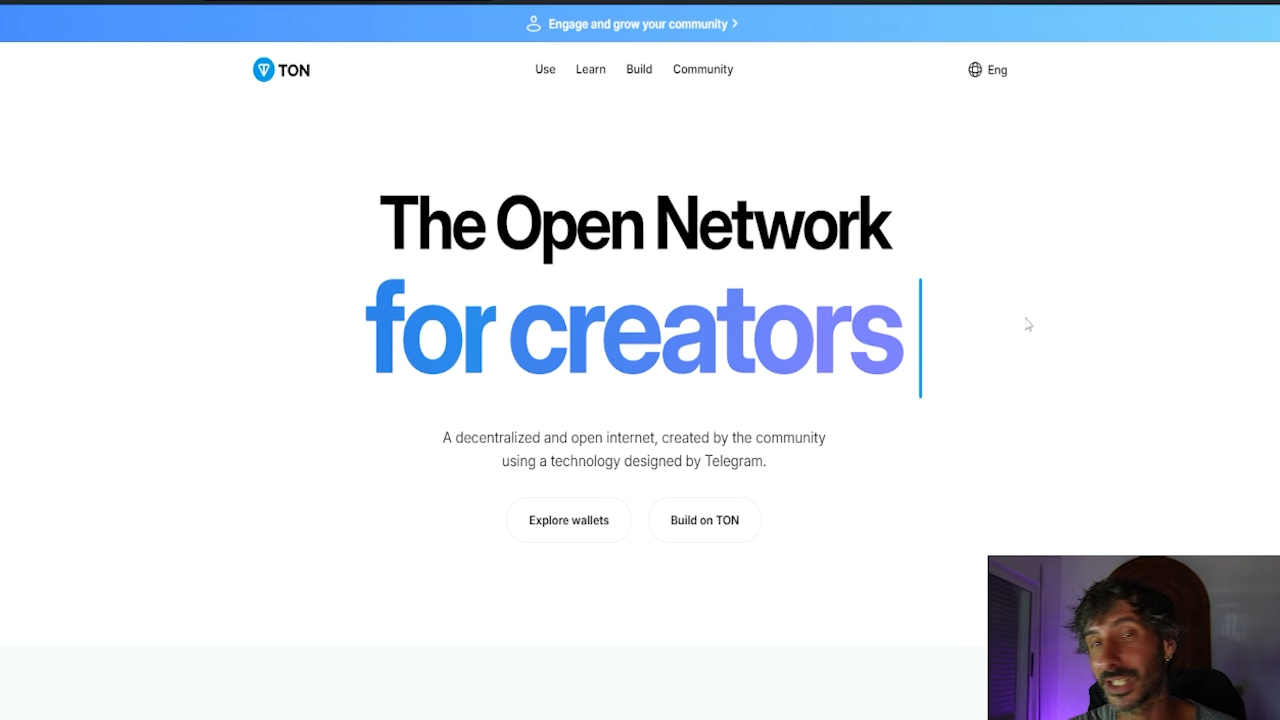 Engage and grow your community
TON
Use
Learn
Build
Community
Eng
The Open Network
for creators
A decentralized and open internet, created by the community
using a technology designed by Telegram.
Explore wallets
Build on TON